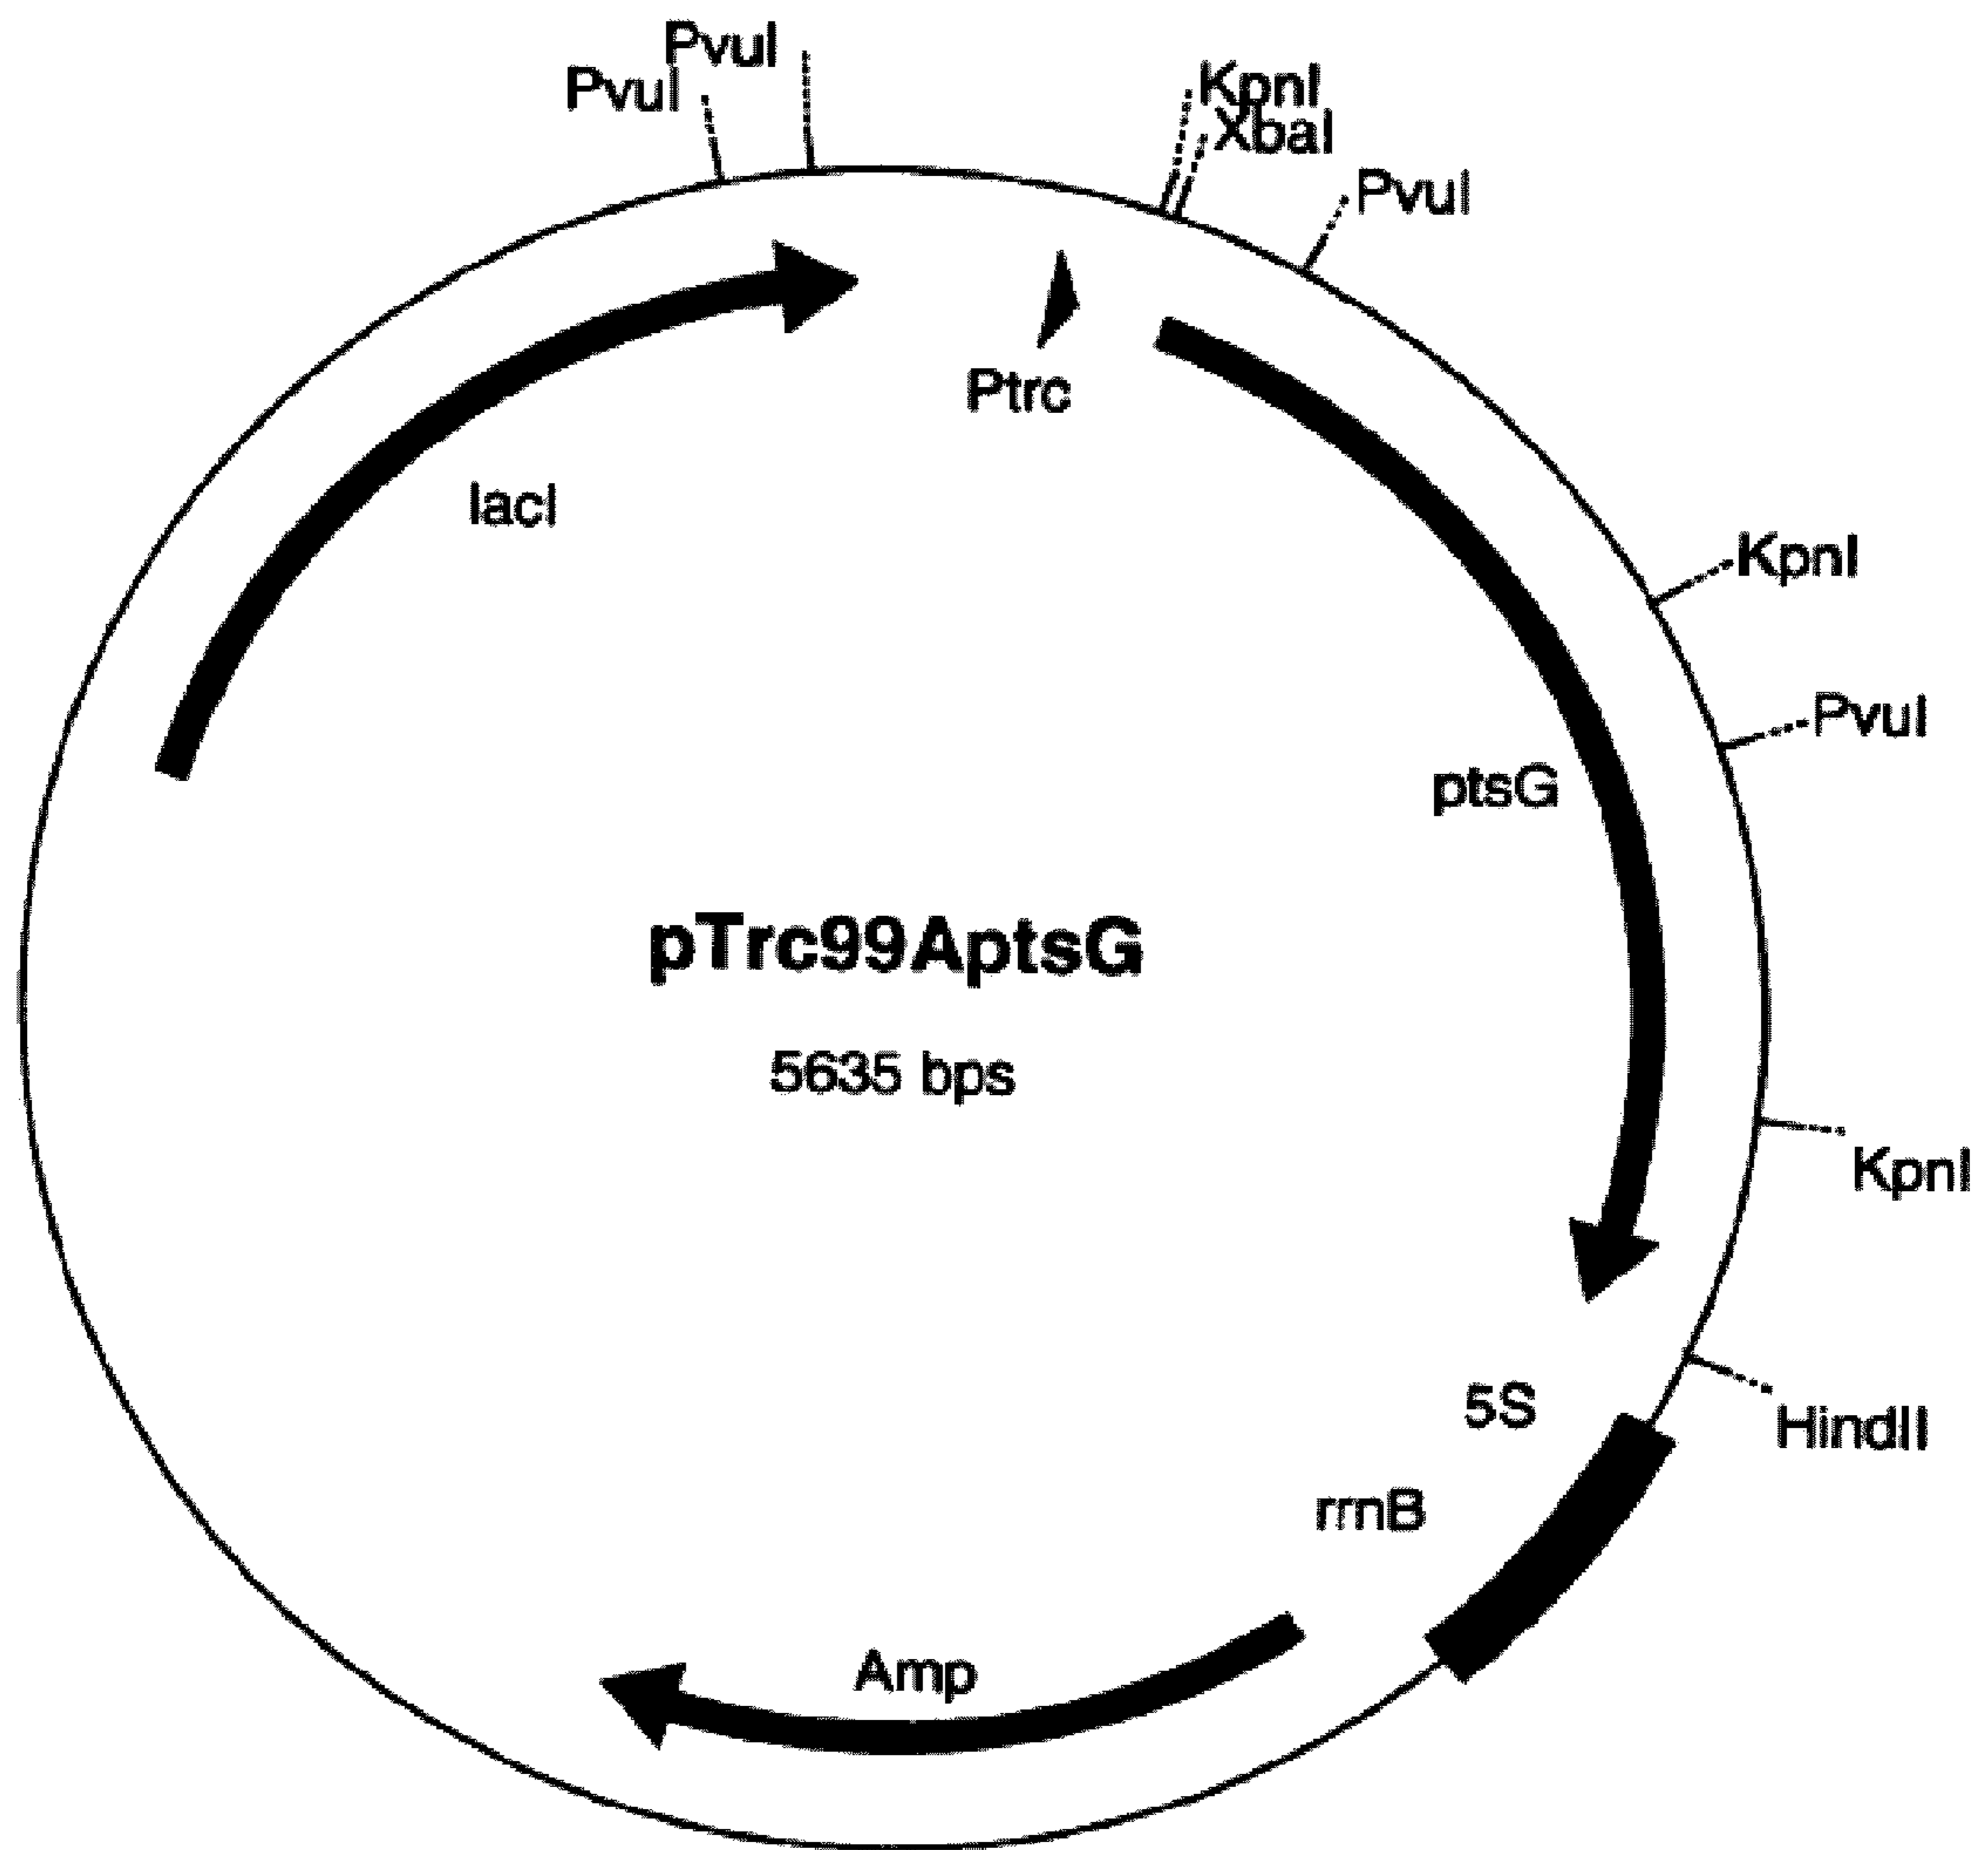 PvuI
PvuI
KpnI
XbaI
PvuI
Ptrc
lacI
KpnI
PvuI
ptsG
pTrc99AptsG
5635 bps
KpnI
5S
HindII
rrnB
Amp